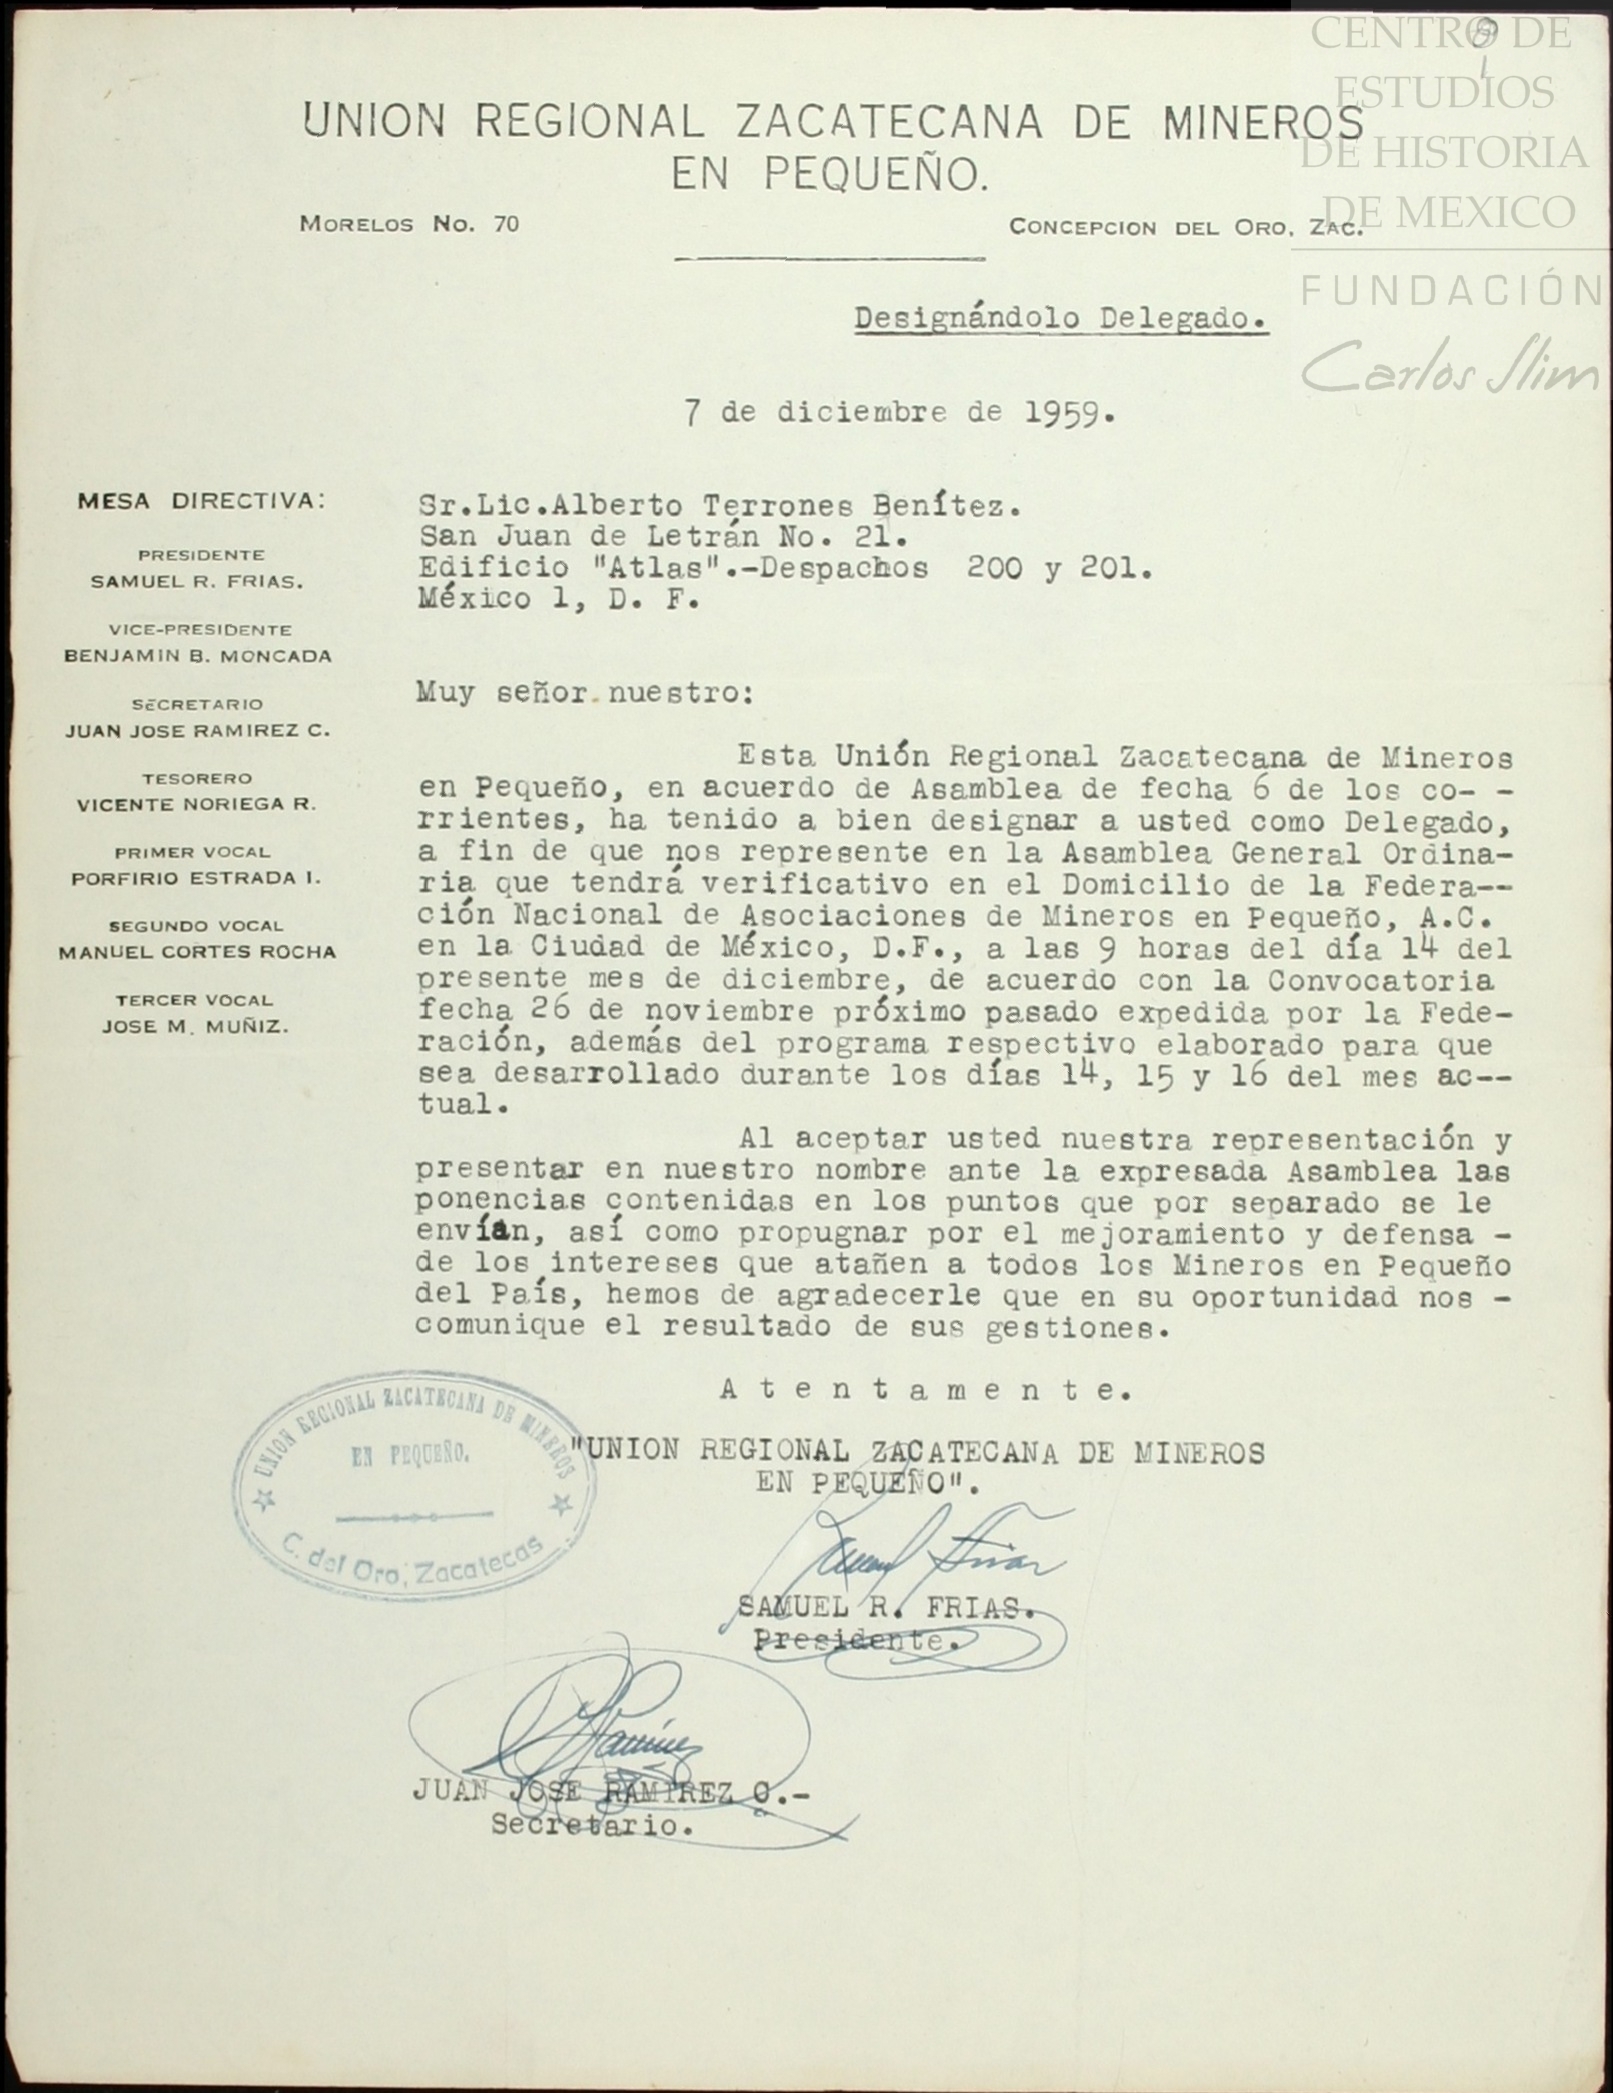 CENTRO DE
ESTUDIOS
DE HISTORIA
DE MEXICO
FUNDACIÓN
Carlos Slim
UNION REGIONAL ZACATECANA DE MINEROS
EN PEQUEÑO.
MORELOS No. 70
CONCEPCION DEL ORO, ZAC.
Designándolo Delegado.
7 de diciembre de 1959.
MESA DIRECTIVA:
PRESIDENTE
SAMUEL R. FRIAS.
VICE-PRESIDENTE
BENJAMIN B. MONCADA
SECRETARIO
JUAN JOSE RAMIREZ C.
TESORERO
VICENTE NORIEGA R.
PRIMER VOCAL
PORFIRIO ESTRADA I.
SEGUNDO VOCAL
MANUEL CORTES ROCHA
TERCER VOCAL
JOSE M. MUÑIZ.
Sr.Lic.Alberto Terrones Benítez.
San Juan de Letrán No. 21.
Edificio "Atlas".-Despachos 200 y 201.
México 1, D. F.
Muy señor nuestro:
Esta Unión Regional Zacatecana de Mineros
en Pequeño, en acuerdo de Asamblea de fecha 6 de los co- -
rrientes, ha tenido a bien designar a usted como Delegado,
a fin de que nos represente en la Asamblea General Ordina-
ria que tendrá verificativo en el Domicilio de la Federa--
ción Nacional de Asociaciones de Mineros en Pequeño, A.C.
en la Ciudad de México, D.F., a las 9 horas del día 14 del
presente mes de diciembre, de acuerdo con la Convocatoria
fecha 26 de noviembre próximo pasado expedida por la Fede-
ración, además del programa respectivo elaborado para que
sea desarrollado durante los días 14, 15 y 16 del mes ac--
tual.
Al aceptar usted nuestra representación y
presentar en nuestro nombre ante la expresada Asamblea las
ponencias contenidas en los puntos que por separado se le
envían, así como propugnar por el mejoramiento y defensa -
de los intereses que atañen a todos los Mineros en Pequeño
del País, hemos de agradecerle que en su oportunidad nos -
comunique el resultado de sus gestiones.
A t e n t a m e n t e.
"UNION REGIONAL ZACATECANA DE MINEROS
EN PEQUEÑO".
UNION REGIONAL ZACATECANA DE MINEROS
EN PEQUEÑO.
C. del Oro, Zacatecas
Samuel Frias
SAMUEL R. FRIAS.
Presidente.
Ramirez
JUAN JOSE RAMIREZ C.-
Secretario.